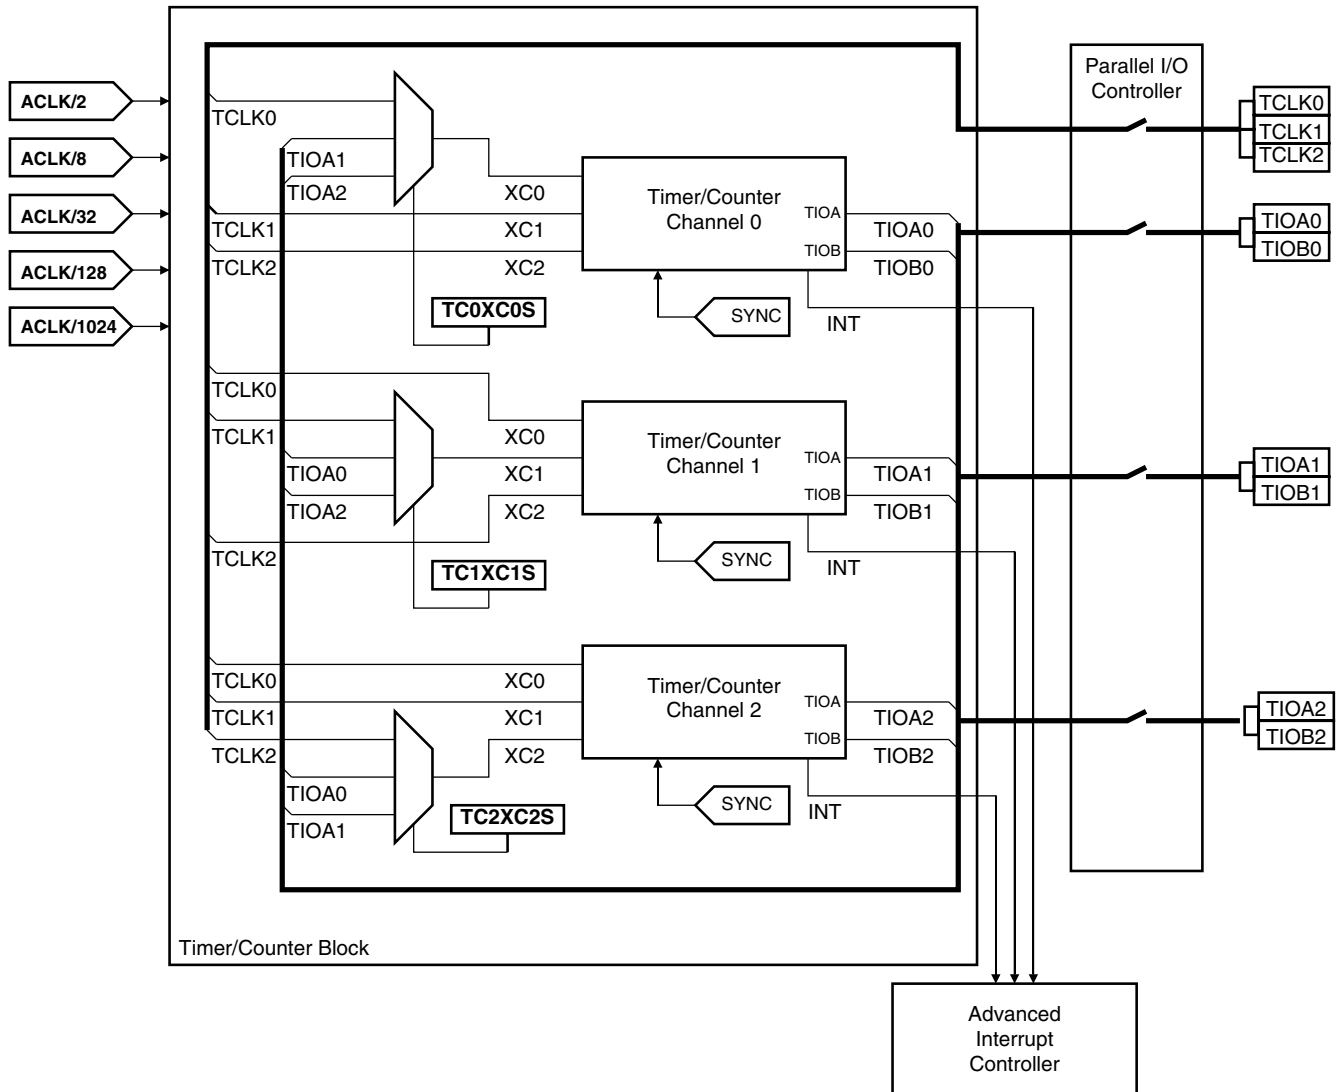 ACLK/2
ACLK/8
ACLK/32
ACLK/128
ACLK/1024
TCLK0
TIOA1
TIOA2
TCLK1
TCLK2
XC0
XC1
XC2
TC0XC0S
Timer/Counter
Channel 0
TIOA
TIOB
TIOA0
TIOB0
SYNC
INT
TCLK0
TCLK1
TIOA0
TIOA2
TCLK2
XC0
XC1
XC2
TC1XC1S
Timer/Counter
Channel 1
TIOA
TIOB
TIOA1
TIOB1
SYNC
INT
TCLK0
TCLK1
TCLK2
TIOA0
TIOA1
XC0
XC1
XC2
TC2XC2S
Timer/Counter
Channel 2
TIOA
TIOB
TIOA2
TIOB2
SYNC
INT
Timer/Counter Block
Parallel I/O
Controller
TCLK0
TCLK1
TCLK2
TIOA0
TIOB0
TIOA1
TIOB1
TIOA2
TIOB2
Advanced
Interrupt
Controller